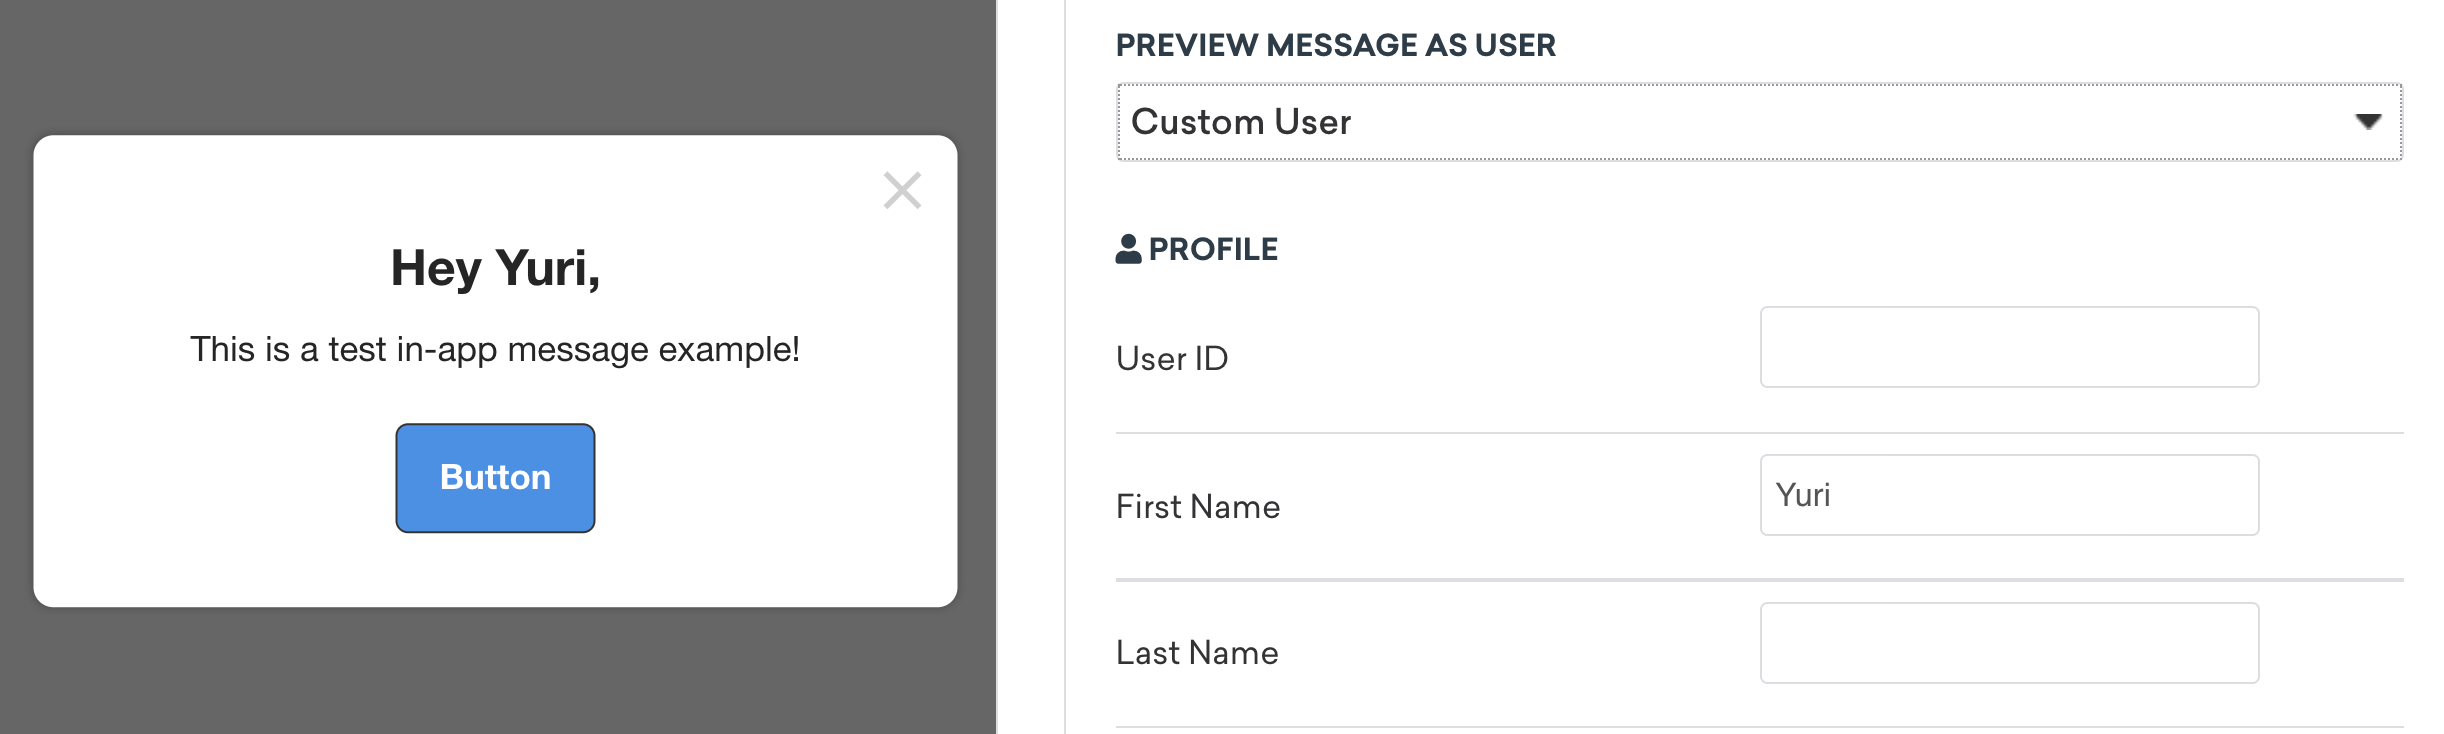 Hey Yuri,
This is a test in-app message example!
Button
PREVIEW MESSAGE AS USER
Custom User
PROFILE
User ID
First Name
Yuri
Last Name